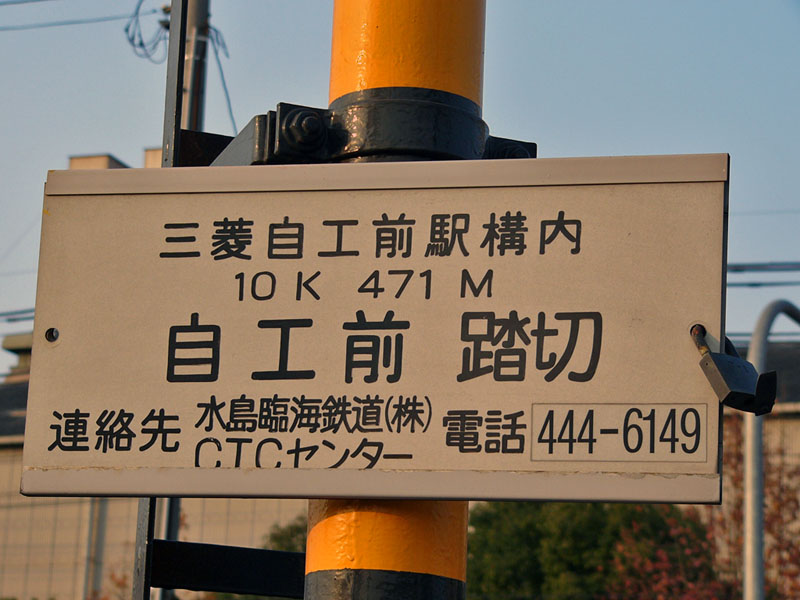 三菱自工前駅構内
10K 471M
自工前 踏切
連絡先 水島臨海鉄道(株) 電話 444-6149
CTCセンター